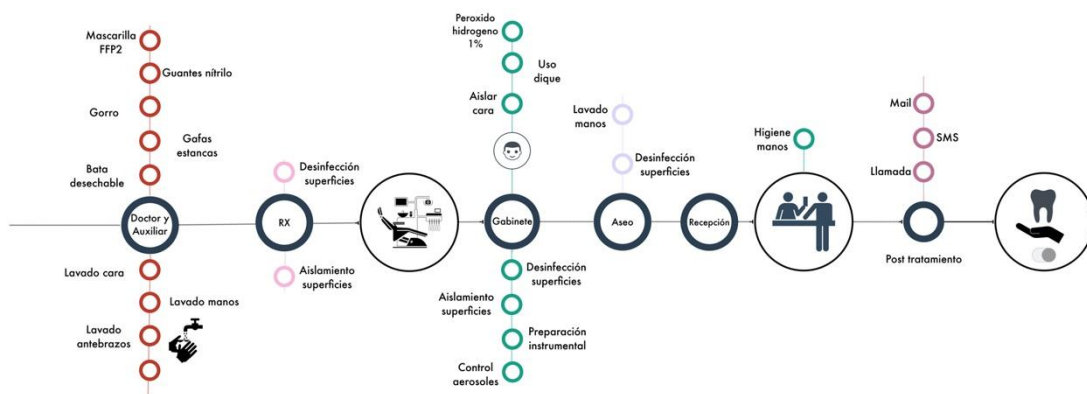 Mascarilla
FFP2
Guantes nítrilo
Gorro
Gafas
estancas
Bata
desechable
Doctor y
Auxiliar
Lavado cara
Lavado manos
Lavado
antebrazos
Desinfección
superficies
RX
Aislamiento
superficies
Peroxido
hidrogeno
1%
Uso
dique
Aislar
cara
Gabinete
Desinfección
superficies
Aislamiento
superficies
Preparación
instrumental
Control
aerosoles
Lavado
manos
Desinfección
superficies
Aseo
Recepción
Higiene
manos
Mail
SMS
Llamada
Post tratamiento